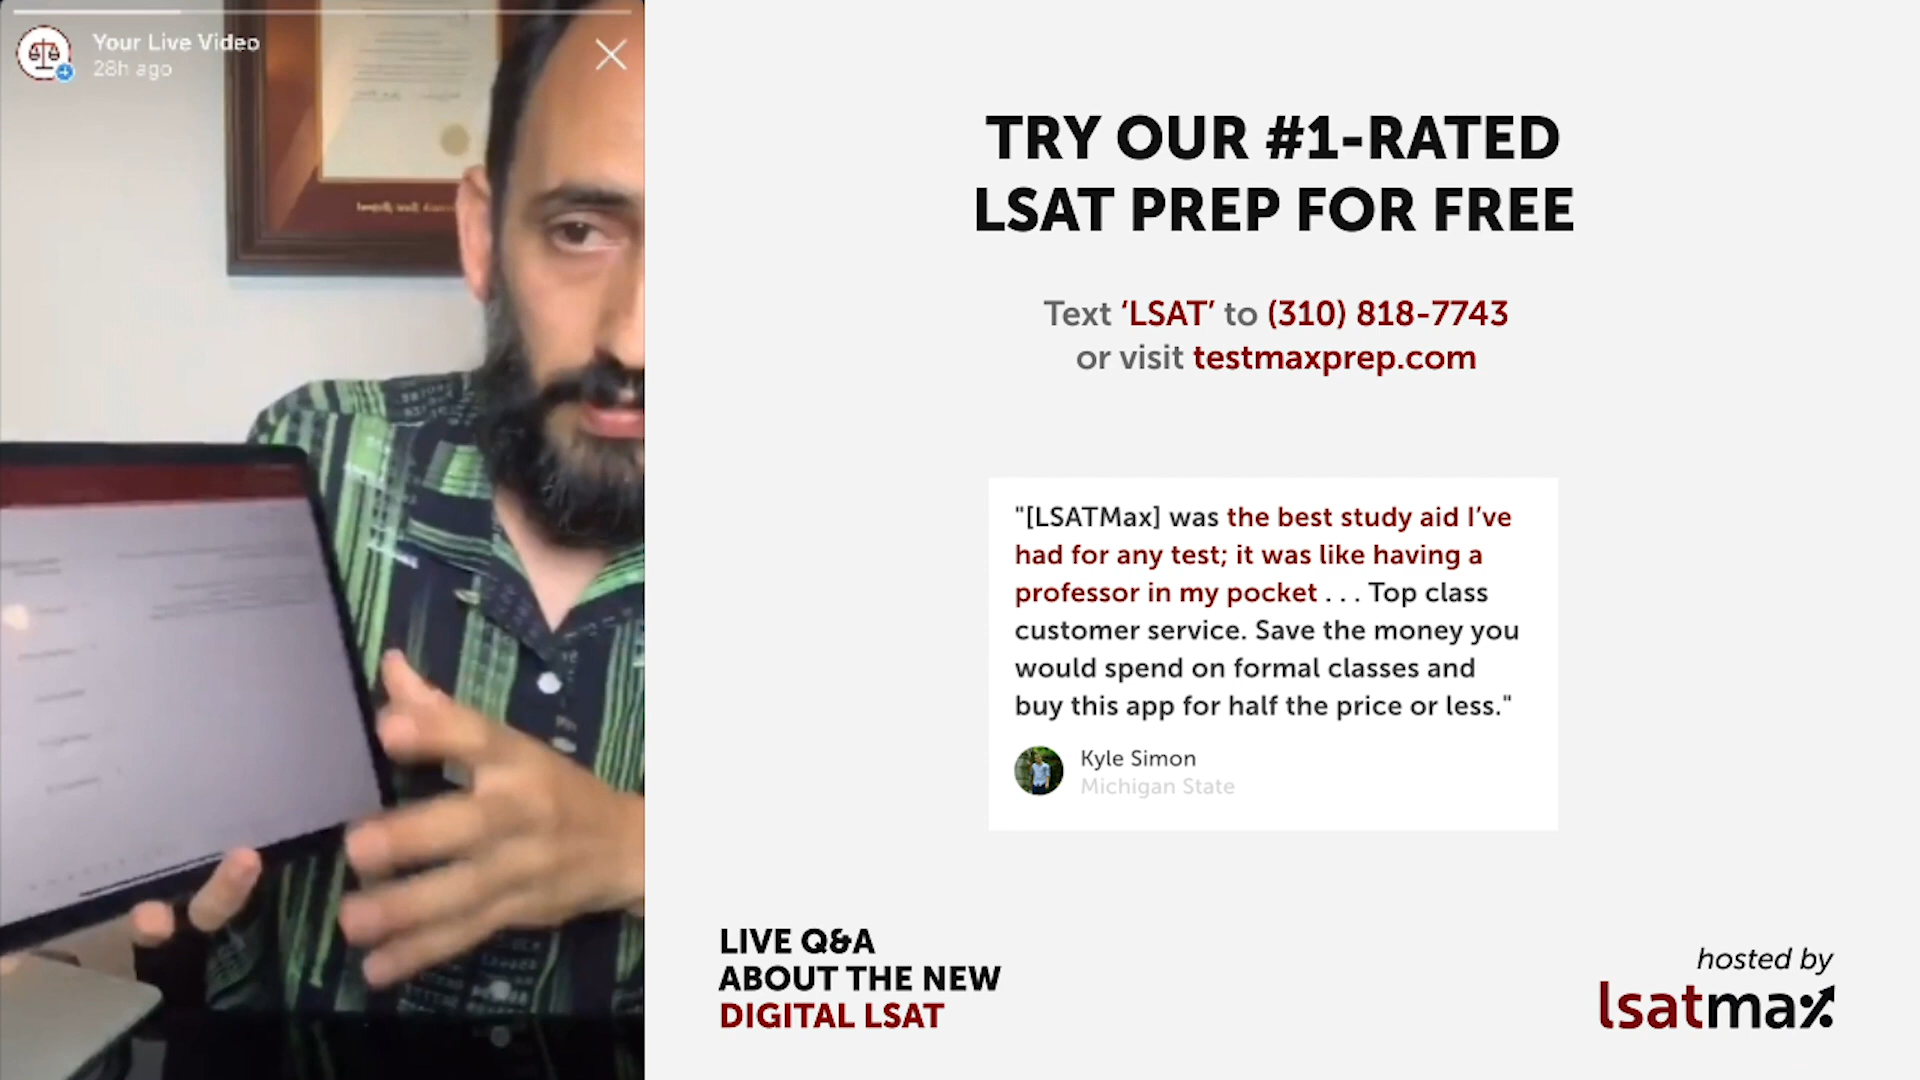 Your Live Video
28h ago
TRY OUR #1-RATED
LSAT PREP FOR FREE
Text ‘LSAT’ to (310) 818-7743
or visit testmaxprep.com
"[LSATMax] was the best study aid I’ve
had for any test; it was like having a
professor in my pocket . . . Top class
customer service. Save the money you
would spend on formal classes and
buy this app for half the price or less."
Kyle Simon
Michigan State
LIVE Q&A
ABOUT THE NEW
DIGITAL LSAT
hosted by
lsatmax